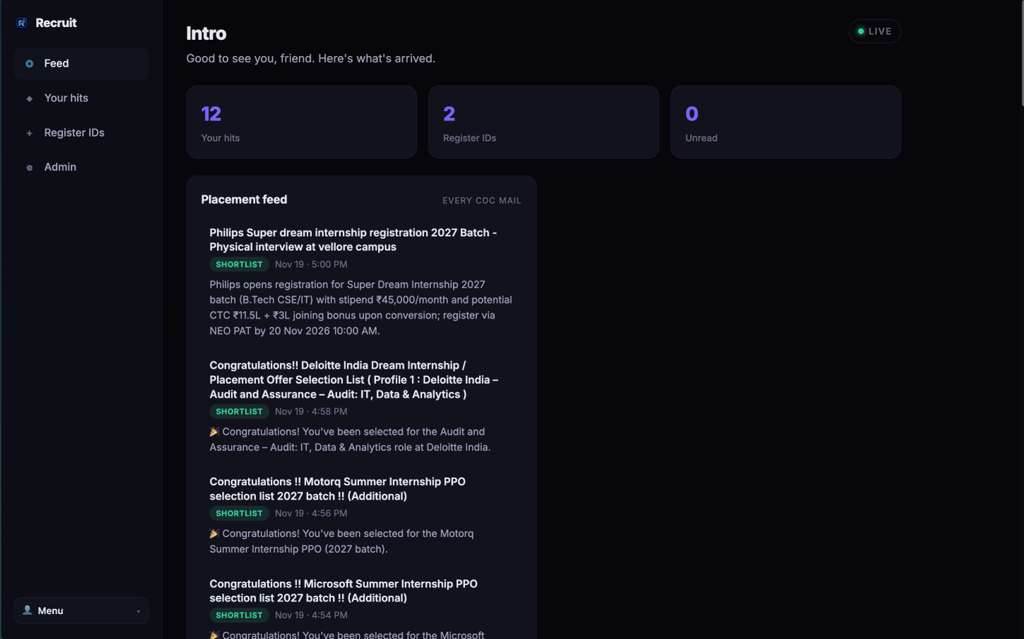 Recruit
Feed
Your hits
Register IDs
Admin
Menu
Intro
LIVE
Good to see you, friend. Here's what's arrived.
12
Your hits
2
Register IDs
0
Unread
Placement feed
EVERY CDC MAIL
Philips Super dream internship registration 2027 Batch -
Physical interview at vellore campus
SHORTLIST Nov 19 · 5:00 PM
Philips opens registration for Super Dream Internship 2027
batch (B.Tech CSE/IT) with stipend ₹45,000/month and potential
CTC ₹11.5L + ₹3L joining bonus upon conversion; register via
NEO PAT by 20 Nov 2026 10:00 AM.
Congratulations!! Deloitte India Dream Internship /
Placement Offer Selection List ( Profile 1 : Deloitte India –
Audit and Assurance – Audit: IT, Data & Analytics )
SHORTLIST Nov 19 · 4:58 PM
🎉 Congratulations! You've been selected for the Audit and
Assurance – Audit: IT, Data & Analytics role at Deloitte India.
Congratulations !! Motorq Summer Internship PPO
selection list 2027 batch !! (Additional)
SHORTLIST Nov 19 · 4:56 PM
🎉 Congratulations! You've been selected for the Motorq
Summer Internship PPO (2027 batch).
Congratulations !! Microsoft Summer Internship PPO
selection list 2027 batch !! (Additional)
SHORTLIST Nov 19 · 4:54 PM
🎉 Congratulations! You've been selected for the Microsoft